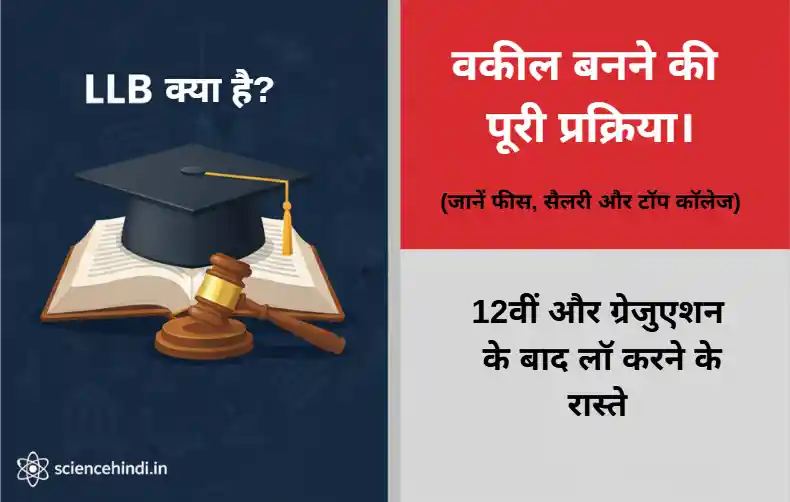 LLB क्या है?
वकील बनने की
पूरी प्रक्रिया।
(जानें फीस, सैलरी और टॉप कॉलेज)
12वीं और ग्रेजुएशन
के बाद लॉ करने के
रास्ते
sciencehindi.in